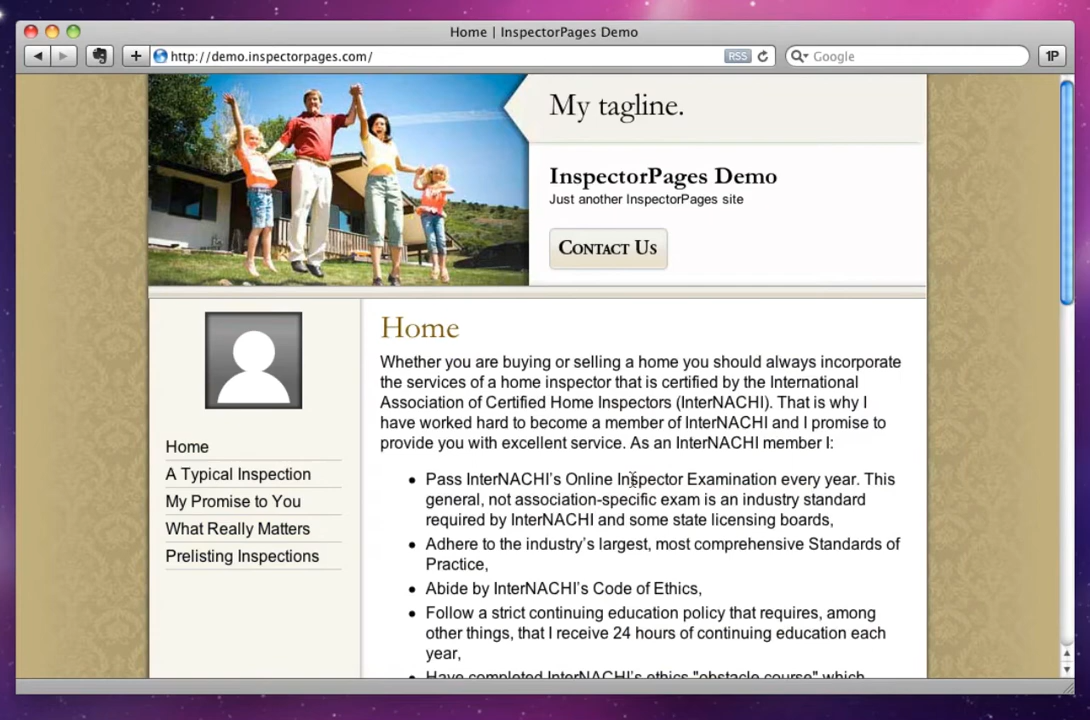 Home | InspectorPages Demo
http://demo.inspectorpages.com/
RSS
Google
1P
My tagline.
InspectorPages Demo
Just another InspectorPages site
Contact Us
Home
A Typical Inspection
My Promise to You
What Really Matters
Prelisting Inspections
Home
Whether you are buying or selling a home you should always incorporate
the services of a home inspector that is certified by the International
Association of Certified Home Inspectors (InterNACHI). That is why I
have worked hard to become a member of InterNACHI and I promise to
provide you with excellent service. As an InterNACHI member I:
• Pass InterNACHI’s Online Inspector Examination every year. This
general, not association-specific exam is an industry standard
required by InterNACHI and some state licensing boards,
• Adhere to the industry’s largest, most comprehensive Standards of
Practice,
• Abide by InterNACHI’s Code of Ethics,
• Follow a strict continuing education policy that requires, among
other things, that I receive 24 hours of continuing education each
year,
• Have completed InterNACHI’s ethics "obstacle course" which